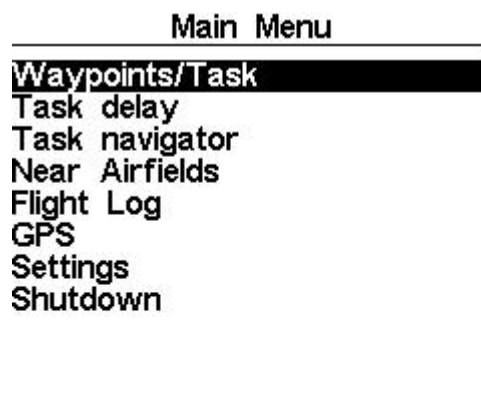 Main Menu
Waypoints/Task
Task delay
Task navigator
Near Airfields
Flight Log
GPS
Settings
Shutdown